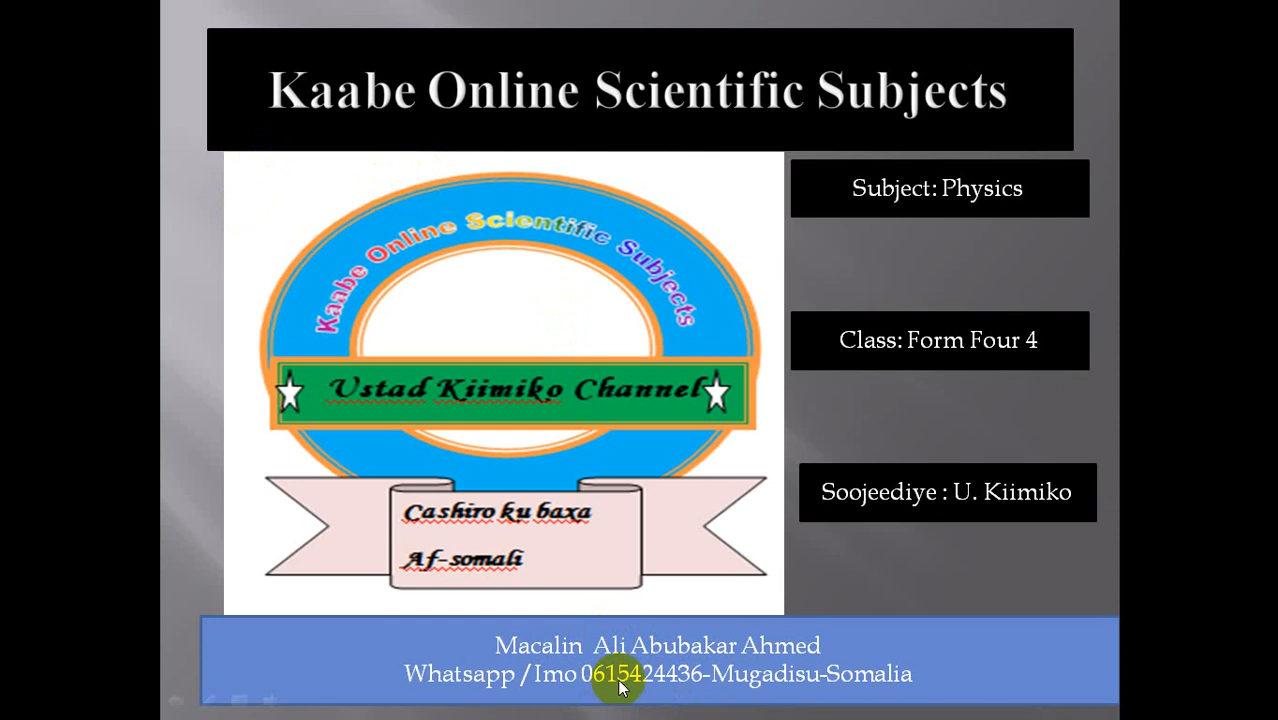 Kaabe Online Scientific Subjects
Kaabe Online Scientific Subjects
Ustad Kiimiko Channel
Cashiro ku baxa
Af-somali
Subject: Physics
Class: Form Four 4
Soojeediye : U. Kiimiko
Macalin Ali Abubakar Ahmed
Whatsapp /Imo 0615424436-Mugadisu-Somalia